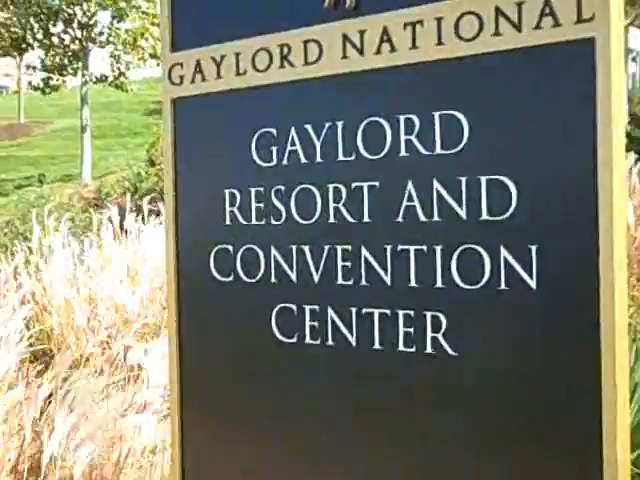 GAYLORD NATIONAL
GAYLORD
RESORT AND
CONVENTION
CENTER